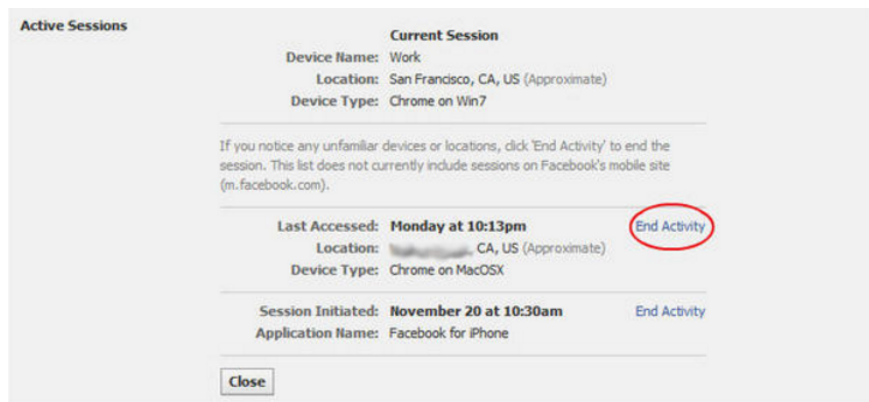 Active Sessions
Current Session
Device Name: Work
Location: San Francisco, CA, US (Approximate)
Device Type: Chrome on Win7
If you notice any unfamiliar devices or locations, click 'End Activity' to end the
session. This list does not currently include sessions on Facebook's mobile site
(m.facebook.com).
Last Accessed: Monday at 10:13pm End Activity
Location: , CA, US (Approximate)
Device Type: Chrome on MacOSX
Session Initiated: November 20 at 10:30am End Activity
Application Name: Facebook for iPhone
Close